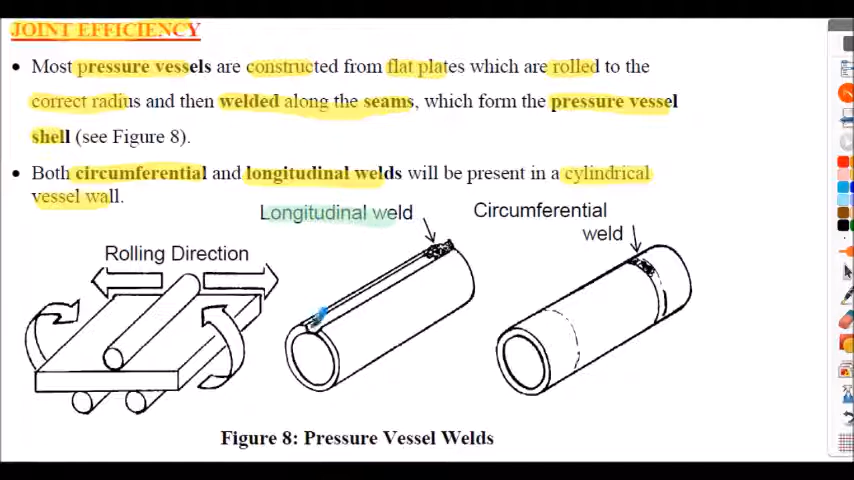 JOINT EFFICIENCY
• Most pressure vessels are constructed from flat plates which are rolled to the
correct radius and then welded along the seams, which form the pressure vessel
shell (see Figure 8).
• Both circumferential and longitudinal welds will be present in a cylindrical
vessel wall.
Longitudinal weld
Circumferential
weld
Rolling Direction
Figure 8: Pressure Vessel Welds